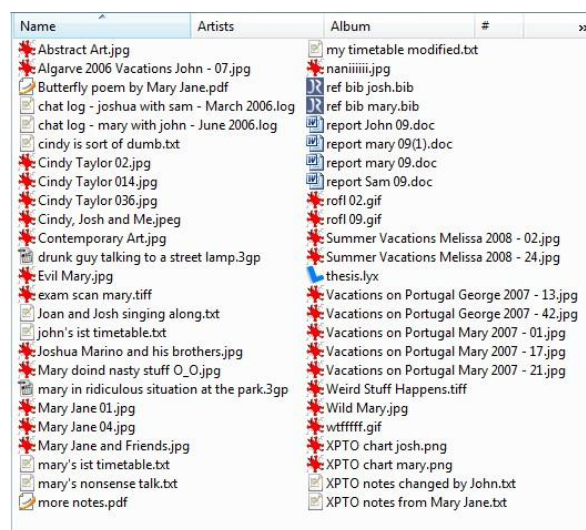 Name Artists Album # »
Abstract Art.jpg
Algarve 2006 Vacations John - 07.jpg
Butterfly poem by Mary Jane.pdf
chat log - joshua with sam - March 2006.log
chat log - mary with john - June 2006.log
cindy is sort of dumb.txt
Cindy Taylor 02.jpg
Cindy Taylor 014.jpg
Cindy Taylor 036.jpg
Cindy, Josh and Me.jpeg
Contemporary Art.jpg
drunk guy talking to a street lamp.3gp
Evil Mary.jpg
exam scan mary.tiff
Joan and Josh singing along.txt
john's ist timetable.txt
Joshua Marino and his brothers.jpg
Mary doind nasty stuff O_O.jpg
mary in ridiculous situation at the park.3gp
Mary Jane 01.jpg
Mary Jane 04.jpg
Mary Jane and Friends.jpg
mary's ist timetable.txt
mary's nonsense talk.txt
more notes.pdf
my timetable modified.txt
naniiiiii.jpg
ref bib josh.bib
ref bib mary.bib
report John 09.doc
report mary 09(1).doc
report mary 09.doc
report Sam 09.doc
rofl 02.gif
rofl 09.gif
Summer Vacations Melissa 2008 - 02.jpg
Summer Vacations Melissa 2008 - 24.jpg
thesis.lyx
Vacations on Portugal George 2007 - 13.jpg
Vacations on Portugal George 2007 - 42.jpg
Vacations on Portugal Mary 2007 - 01.jpg
Vacations on Portugal Mary 2007 - 17.jpg
Vacations on Portugal Mary 2007 - 21.jpg
Weird Stuff Happens.tiff
Wild Mary.jpg
wtfffff.gif
XPTO chart josh.png
XPTO chart mary.png
XPTO notes changed by John.txt
XPTO notes from Mary Jane.txt